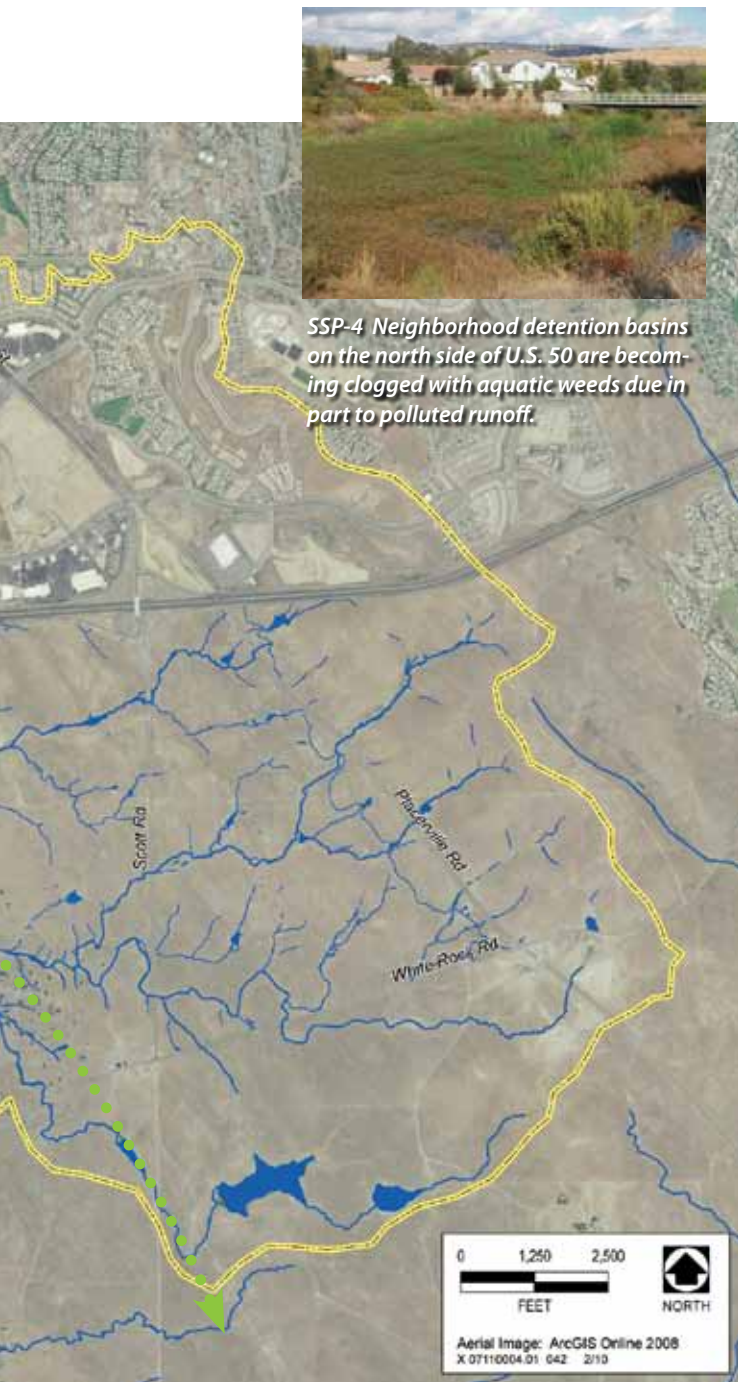 SSP-4 Neighborhood detention basins
on the north side of U.S. 50 are becom-
ing clogged with aquatic weeds due in
part to polluted runoff.
Scott Rd
Placerville Rd
White Rock Rd
0 1,250 2,500
FEET
NORTH
Aerial Image: ArcGIS Online 2008
X 07110004.01 042 2/10